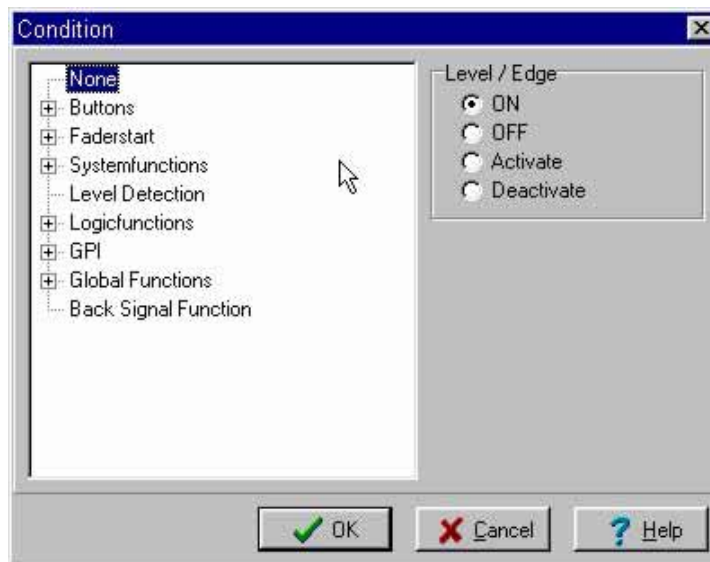 Condition
None
Buttons
Faderstart
Systemfunctions
Level Detection
Logicfunctions
GPI
Global Functions
Back Signal Function
Level / Edge
ON
OFF
Activate
Deactivate
OK
Cancel
Help